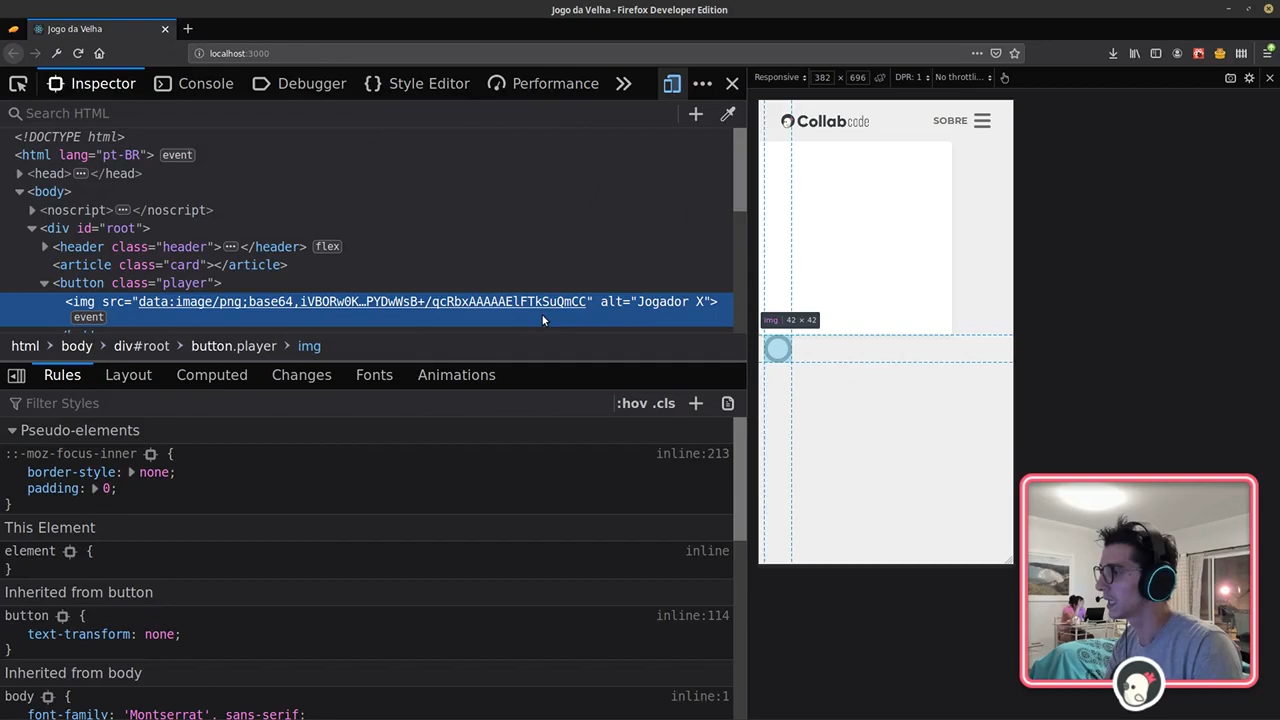 Jogo da Velha - Firefox Developer Edition
Jogo da Velha
localhost:3000
Inspector Console Debugger Style Editor Performance
Responsive 382 × 696 DPR: 1 No throttli...
Search HTML
<!DOCTYPE html>
<html lang="pt-BR"> event
<head> ••• </head>
<body>
<noscript> ••• </noscript>
<div id="root">
<header class="header"> ••• </header> flex
<article class="card"></article>
<button class="player">
<img src="data:image/png;base64,iVBORw0K…PYDwWsB+/qcRbxAAAAAElFTkSuQmCC" alt="Jogador X">
event
html body div#root button.player img
Rules Layout Computed Changes Fonts Animations
Filter Styles :hov .cls
Pseudo-elements
::-moz-focus-inner { inline:213
border-style: none;
padding: 0;
}
This Element
element { inline
}
Inherited from button
button { inline:114
text-transform: none;
}
Inherited from body
body { inline:1
font-family: 'Montserrat', sans-serif;
Collabcode SOBRE
img 42 × 42